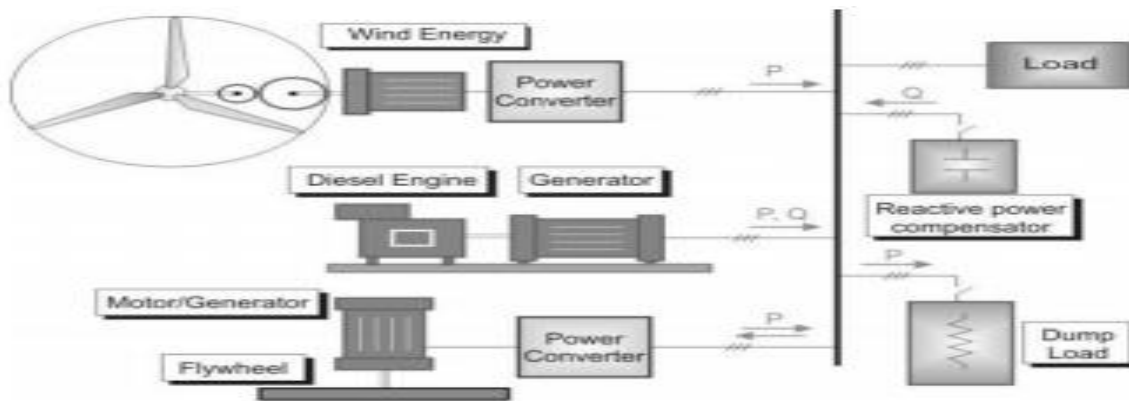 Wind Energy
Power
Converter
P
Load
Q
Reactive power
compensator
Diesel Engine
Generator
P, Q
P
Dump
Load
Motor/Generator
Flywheel
Power
Converter
P